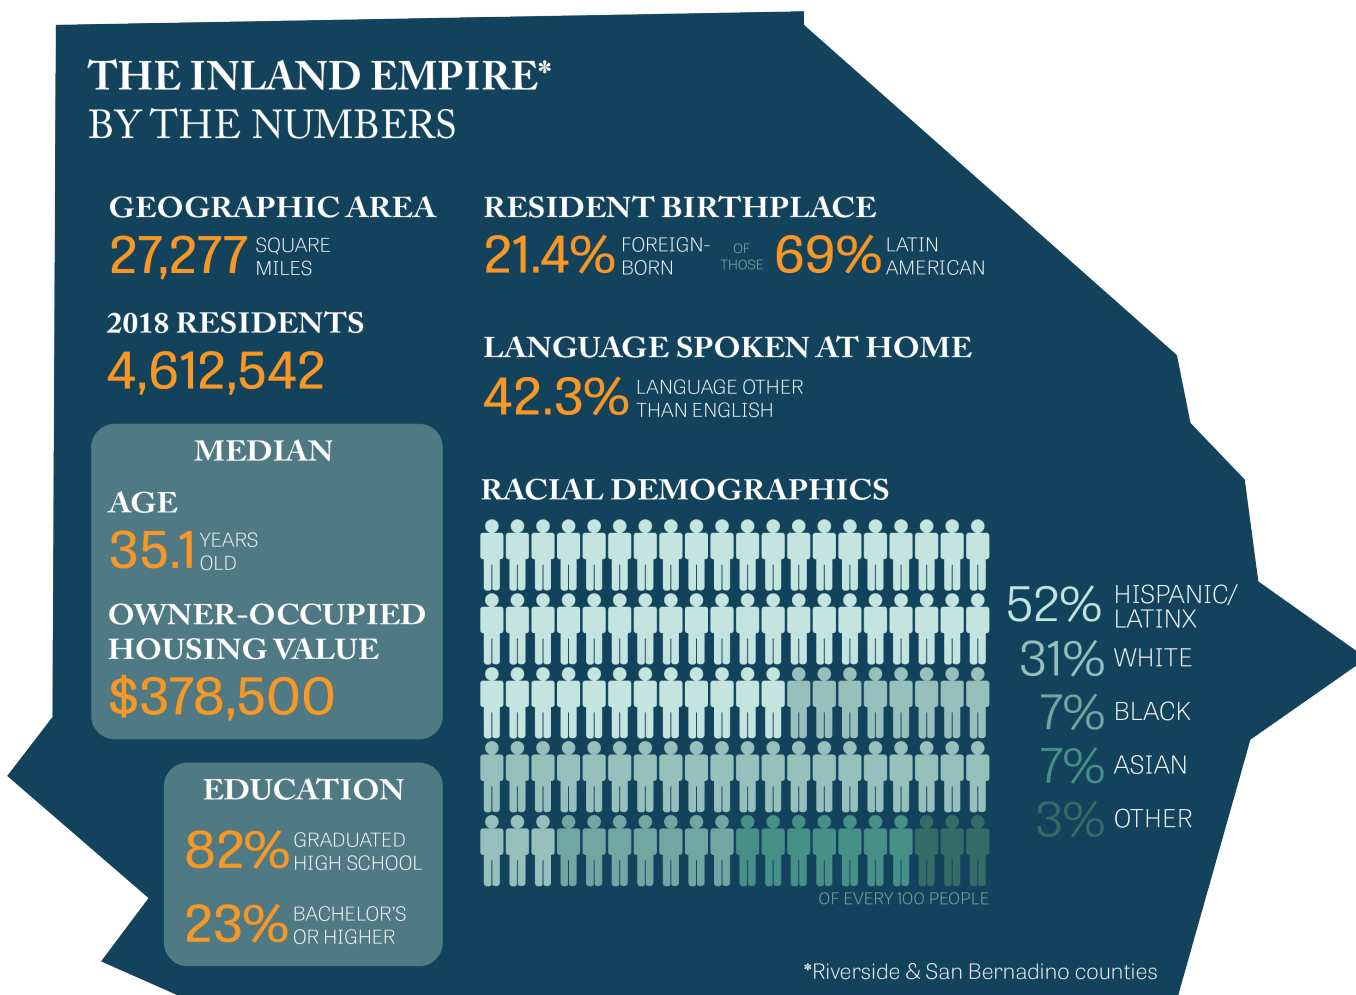 THE INLAND EMPIRE*
BY THE NUMBERS
GEOGRAPHIC AREA
27,277 SQUARE
MILES
2018 RESIDENTS
4,612,542
MEDIAN
AGE
35.1 YEARS
OLD
OWNER-OCCUPIED
HOUSING VALUE
$378,500
EDUCATION
82% GRADUATED
HIGH SCHOOL
23% BACHELOR'S
OR HIGHER
RESIDENT BIRTHPLACE
21.4% FOREIGN-
BORN
OF
THOSE
69% LATIN
AMERICAN
LANGUAGE SPOKEN AT HOME
42.3% LANGUAGE OTHER
THAN ENGLISH
RACIAL DEMOGRAPHICS
52% HISPANIC/
LATINX
31% WHITE
7% BLACK
7% ASIAN
3% OTHER
OF EVERY 100 PEOPLE
*Riverside & San Bernadino counties